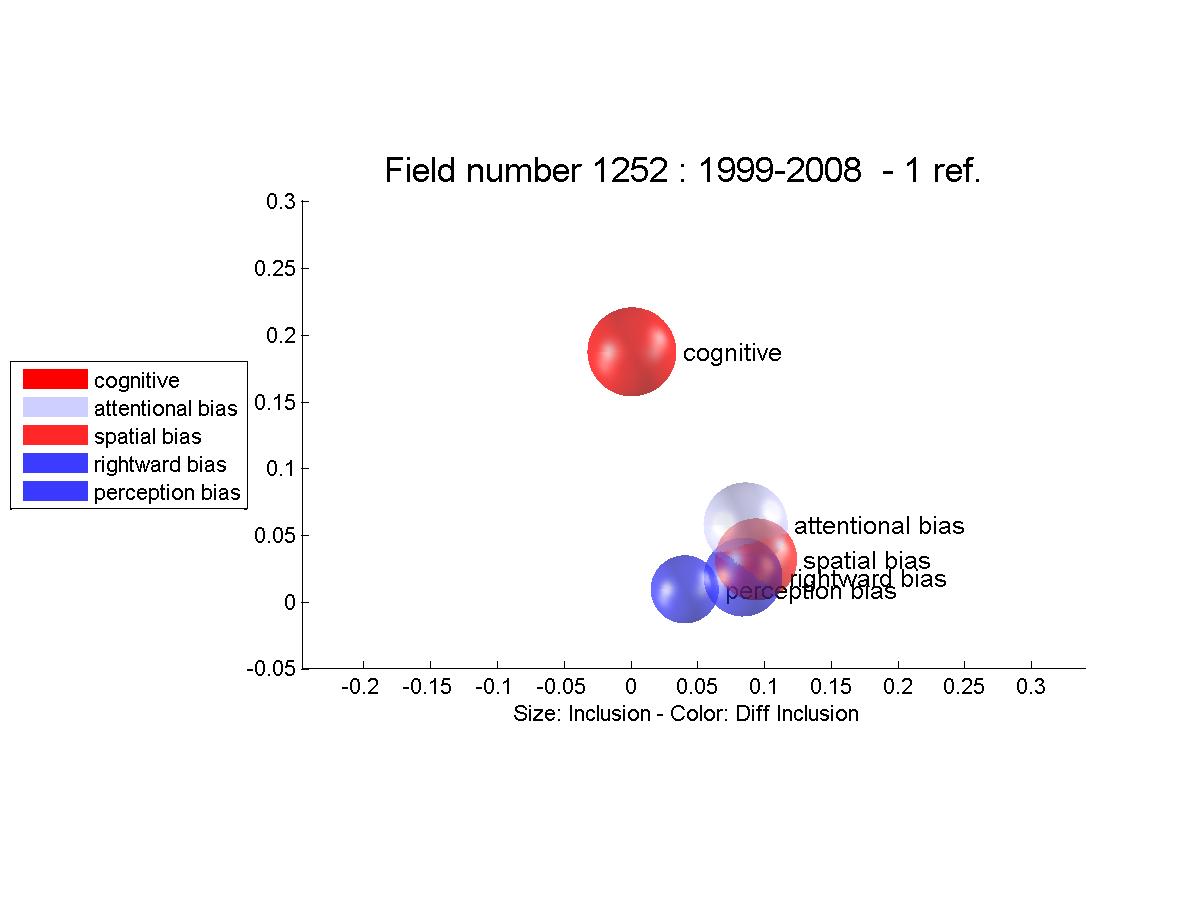 Field number 1252 : 1999-2008 - 1 ref.
0.3
0.25
0.2
0.15
0.1
0.05
0
-0.05
cognitive
attentional bias
spatial bias
rightward bias
perception bias
cognitive
attentional bias
spatial bias
rightward bias
perception bias
-0.2 -0.15 -0.1 -0.05 0 0.05 0.1 0.15 0.2 0.25 0.3
Size: Inclusion - Color: Diff Inclusion